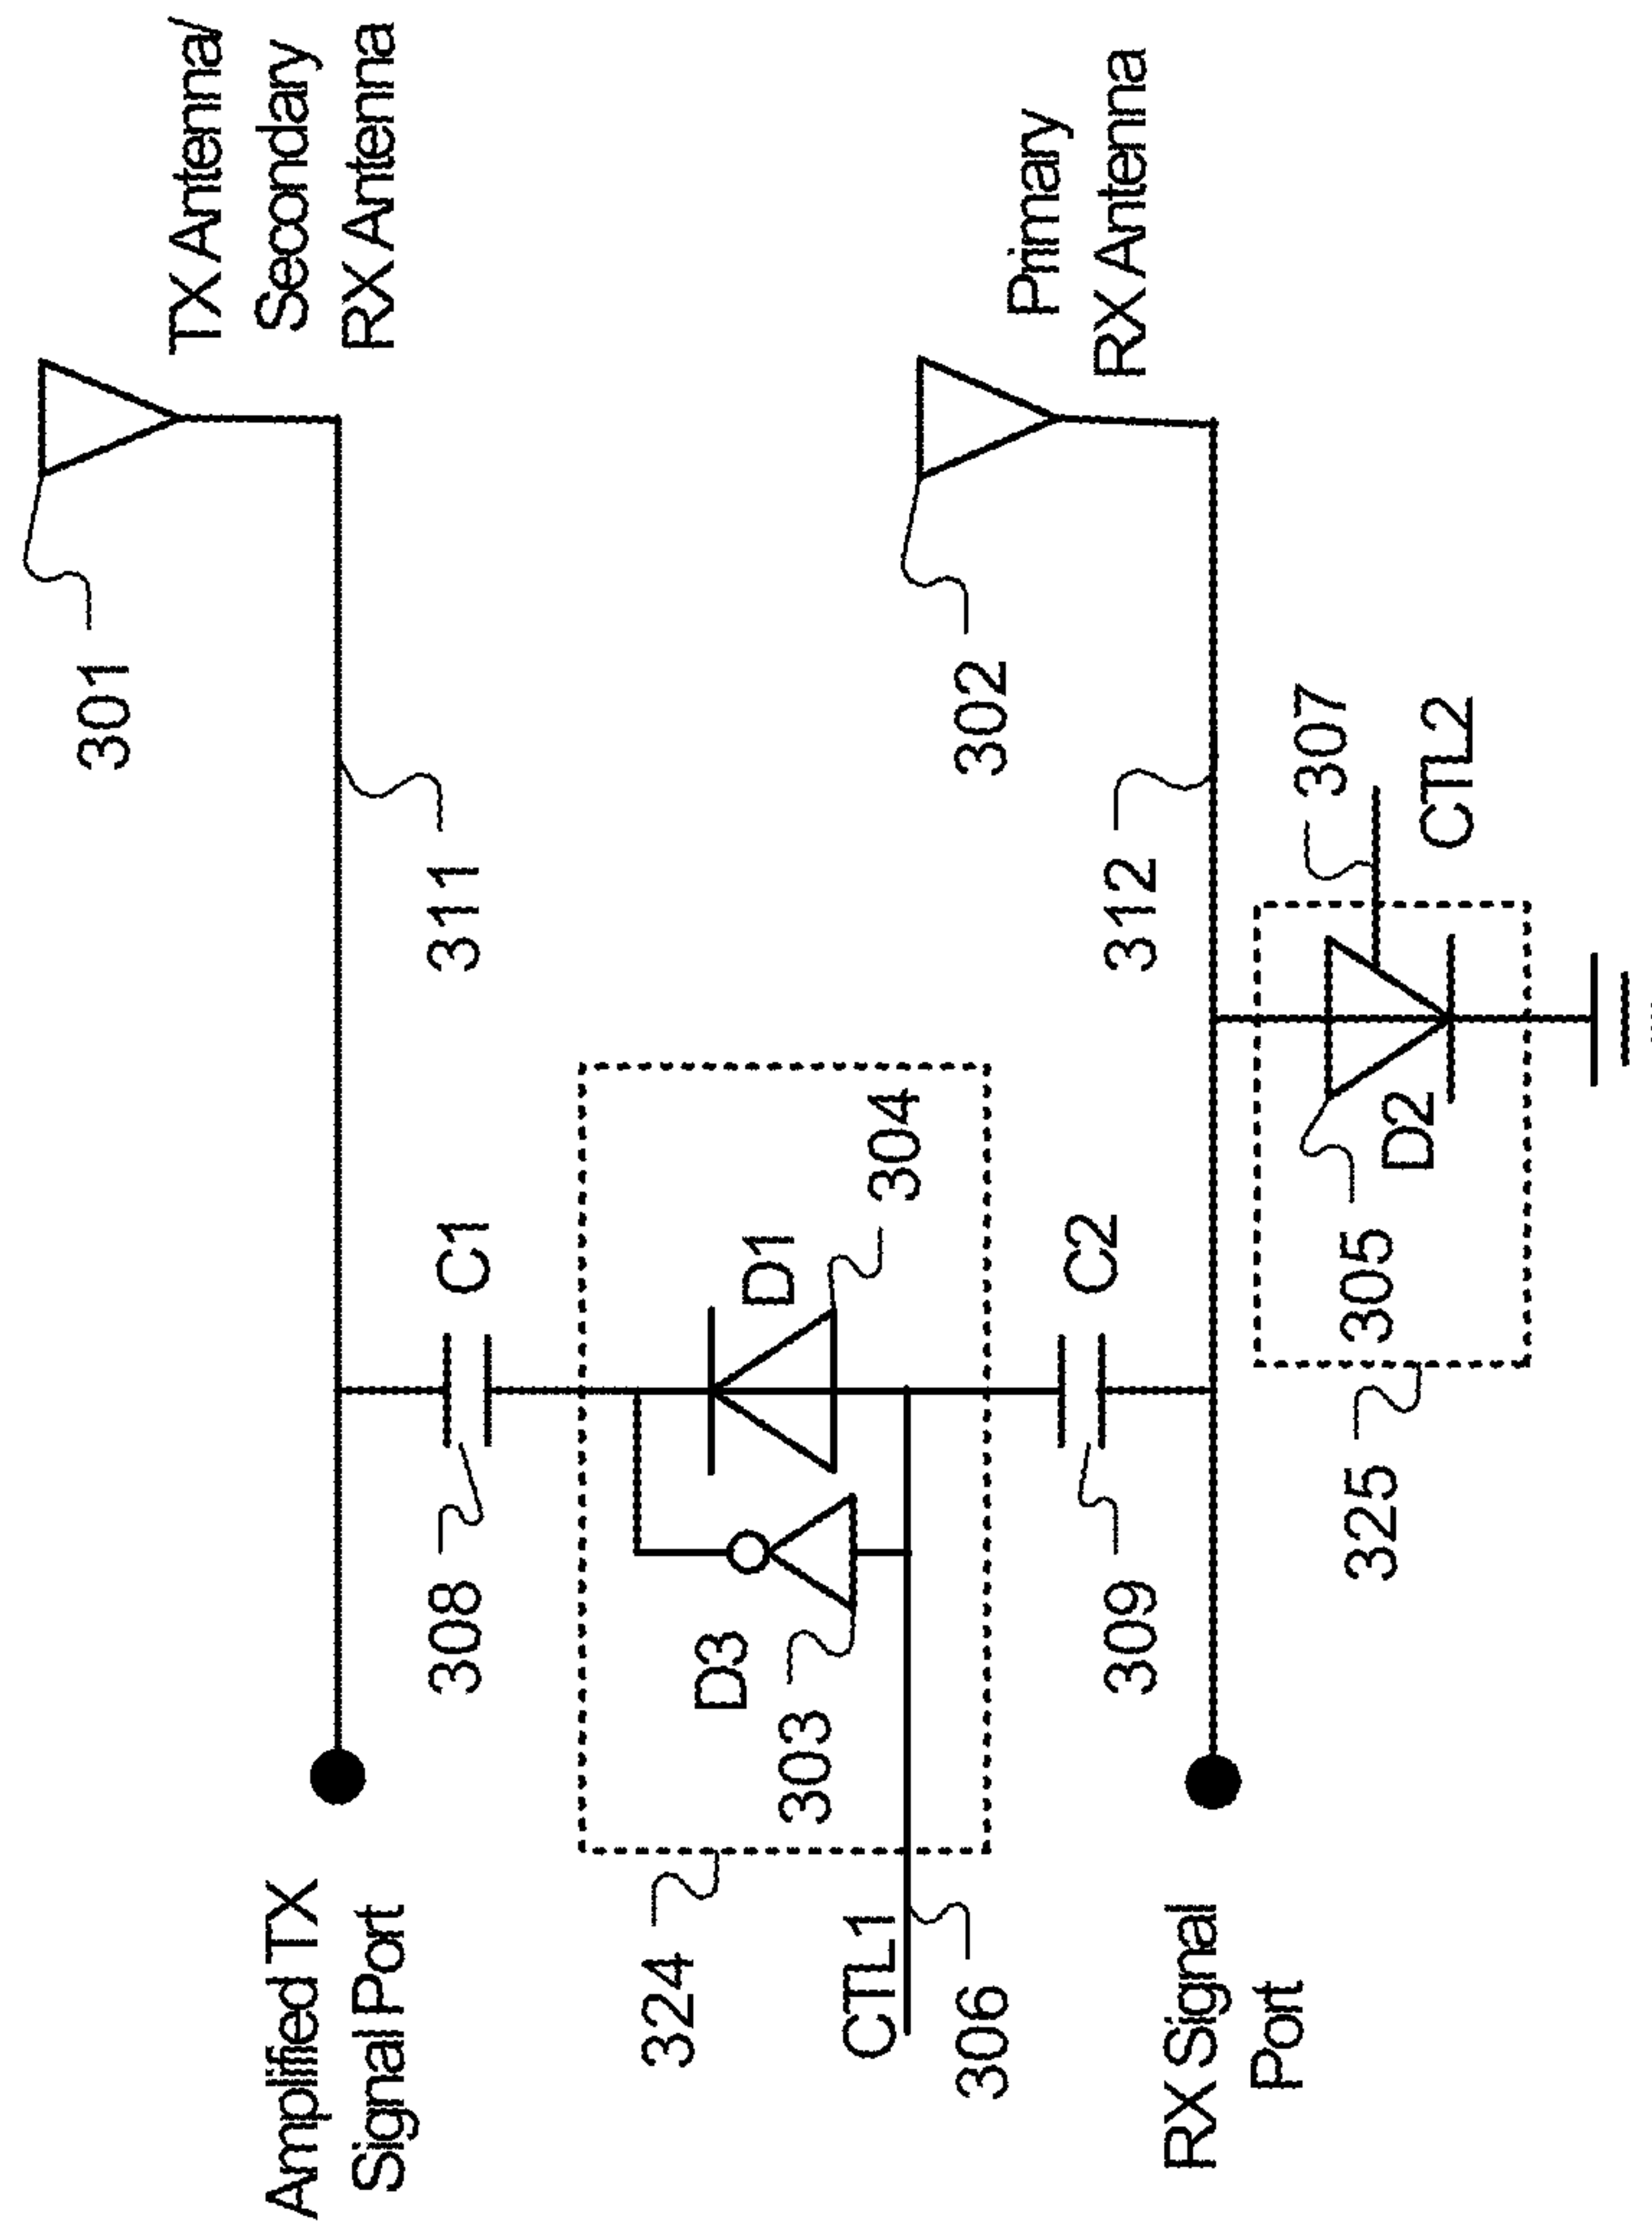 Amplified TX
Signal Port
308
C1
311
301
TX Antenna/
Secondary
RX Antenna
324
D3
303
D1
304
CTL1
306
309
C2
312
302
Primary
RX Antenna
RX Signal
Port
325
305
D2
307
CTL2